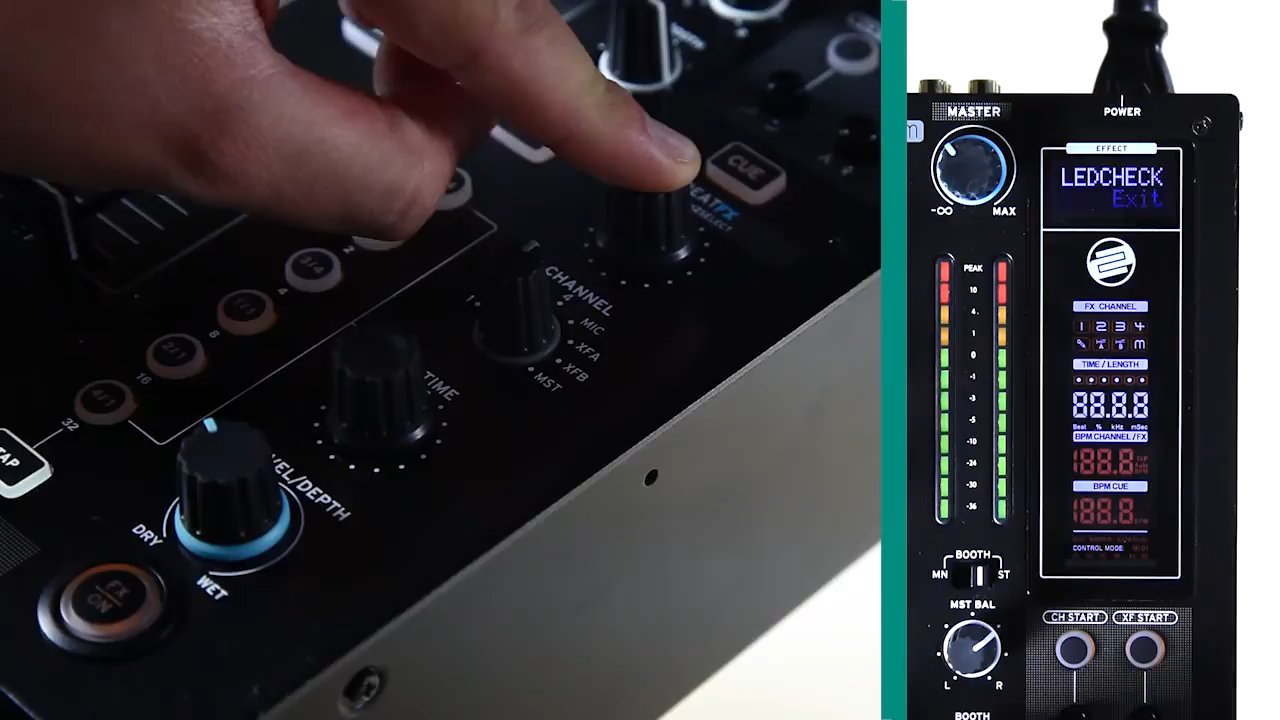 CUE
BEATFX
SELECT
CHANNEL
1
4
MIC
XFA
XFB
MST
TIME
LEVEL/DEPTH
DRY
WET
FX
ON
TAP
2
3/4
4
1/1
8
2/1
16
4/1
32
MASTER
-∞ MAX
POWER
EFFECT
LEDCHECK
Exit
PEAK
10
4
1
0
-1
-3
-5
-10
-24
-30
-36
FX CHANNEL
1 2 3 4
M
TIME / LENGTH
88.8.8
Beat % kHz mSec
BPM CHANNEL/FX
188.8
BPM CUE
188.8
CONTROL MODE:
BOOTH
MN ST
MST BAL
L R
BOOTH
CH START XF START